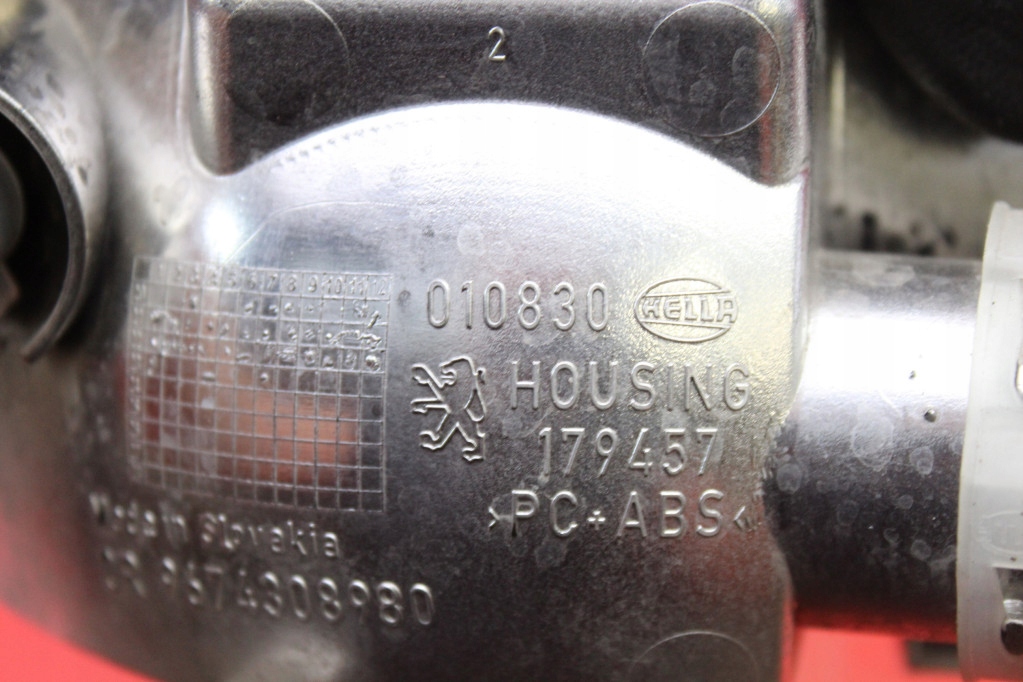 2
010830 HELLA
HOUSING
179457
>PC+ABS<
Made in Slovakia
9674308980